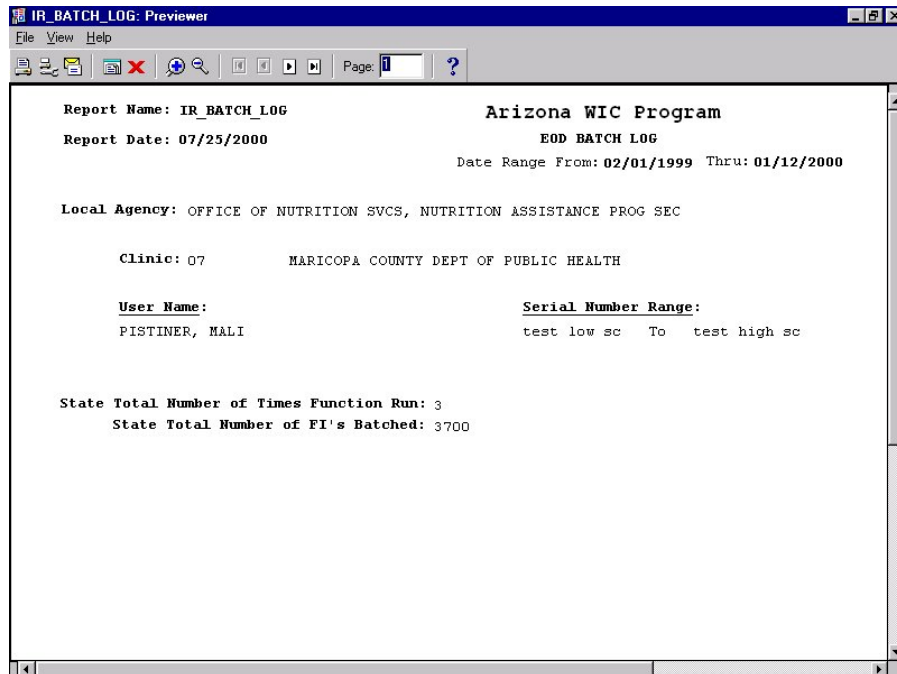 IR_BATCH_LOG: Previewer
File View Help
Page: 1
?
Report Name: IR_BATCH_LOG
Arizona WIC Program
Report Date: 07/25/2000
EOD BATCH LOG
Date Range From: 02/01/1999 Thru: 01/12/2000
Local Agency: OFFICE OF NUTRITION SVCS, NUTRITION ASSISTANCE PROG SEC
Clinic: 07 MARICOPA COUNTY DEPT OF PUBLIC HEALTH
User Name: Serial Number Range:
PISTINER, MALI test low sc To test high sc
State Total Number of Times Function Run: 3
State Total Number of FI's Batched: 3700